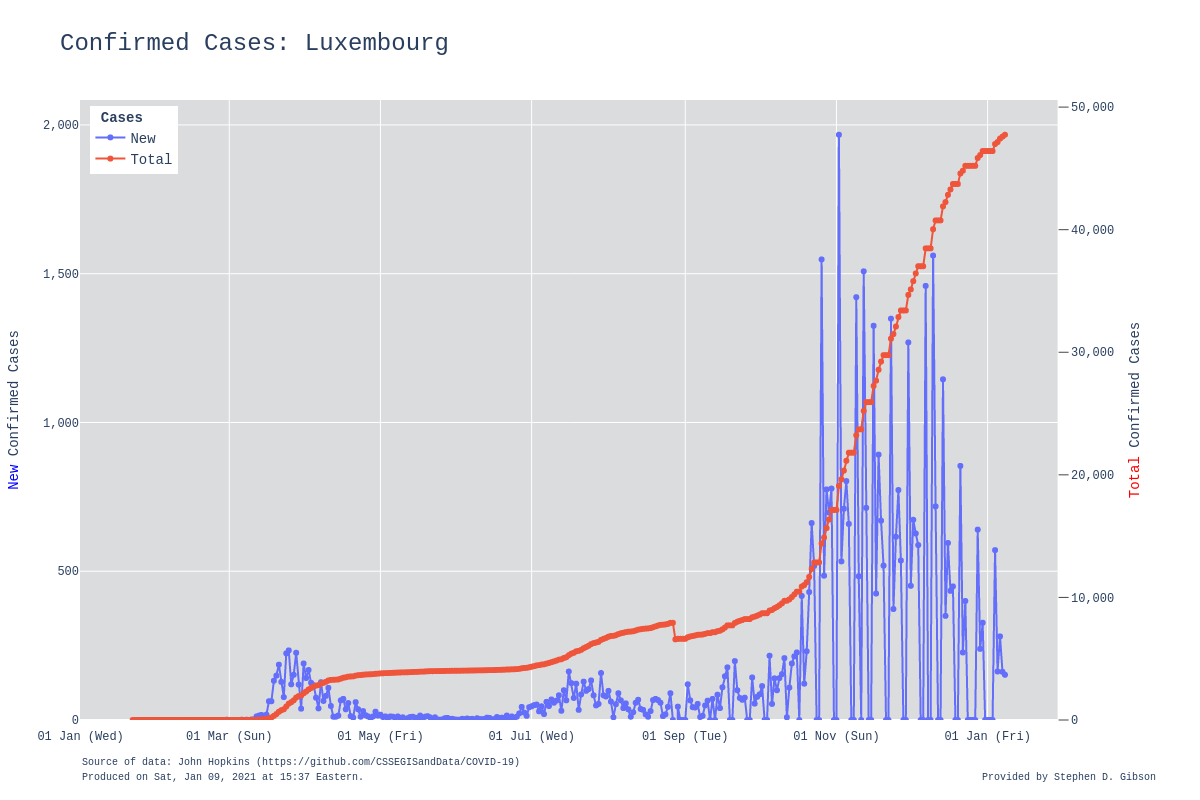 Confirmed Cases: Luxembourg
Cases
New
Total
2,000
1,500
1,000
500
0
New Confirmed Cases
50,000
40,000
30,000
20,000
10,000
0
Total Confirmed Cases
01 Jan (Wed)
01 Mar (Sun)
01 May (Fri)
01 Jul (Wed)
01 Sep (Tue)
01 Nov (Sun)
01 Jan (Fri)
Source of data: John Hopkins (https://github.com/CSSEGISandData/COVID-19)
Produced on Sat, Jan 09, 2021 at 15:37 Eastern.
Provided by Stephen D. Gibson